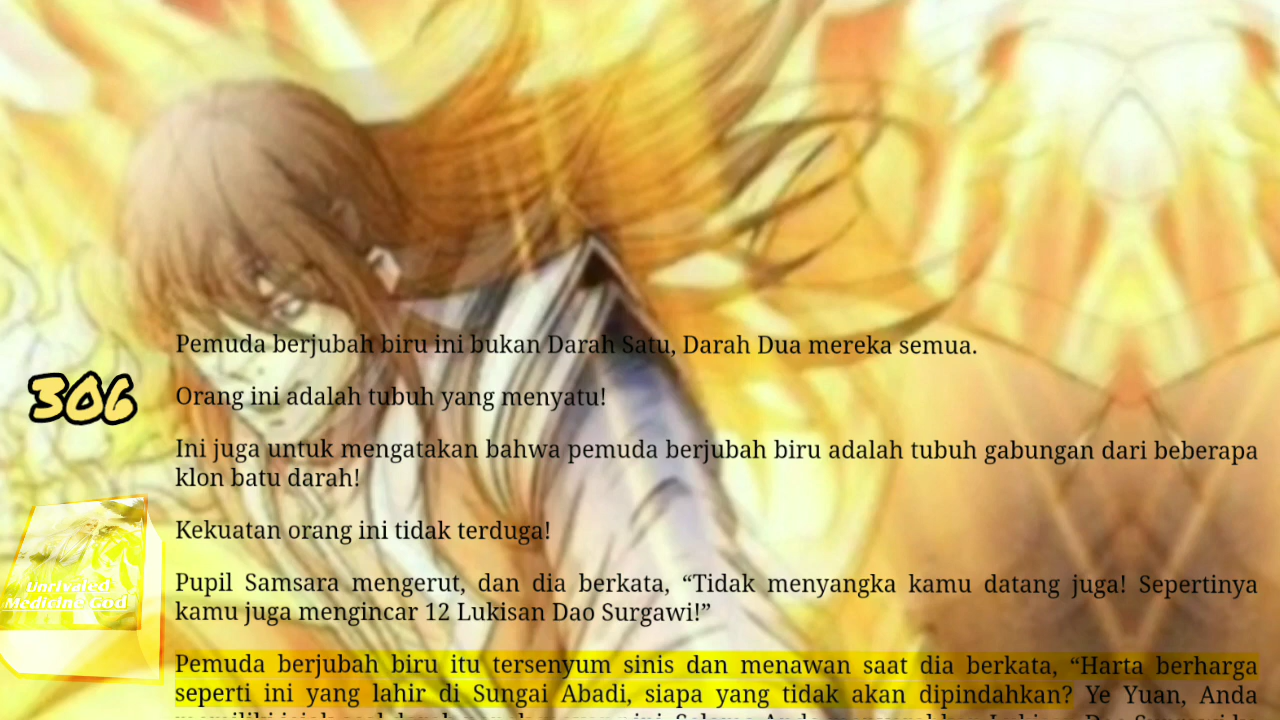 Pemuda berjubah biru ini bukan Darah Satu, Darah Dua mereka semua.
Orang ini adalah tubuh yang menyatu!
306
Ini juga untuk mengatakan bahwa pemuda berjubah biru adalah tubuh gabungan dari beberapa
klon batu darah!
Kekuatan orang ini tidak terduga!
Pupil Samsara mengerut, dan dia berkata, “Tidak menyangka kamu datang juga! Sepertinya
kamu juga mengincar 12 Lukisan Dao Surgawi!”
Unrivaled
Medicine God
Pemuda berjubah biru itu tersenyum sinis dan menawan saat dia berkata, “Harta berharga
seperti ini yang lahir di Sungai Abadi, siapa yang tidak akan dipindahkan? Ye Yuan, Anda